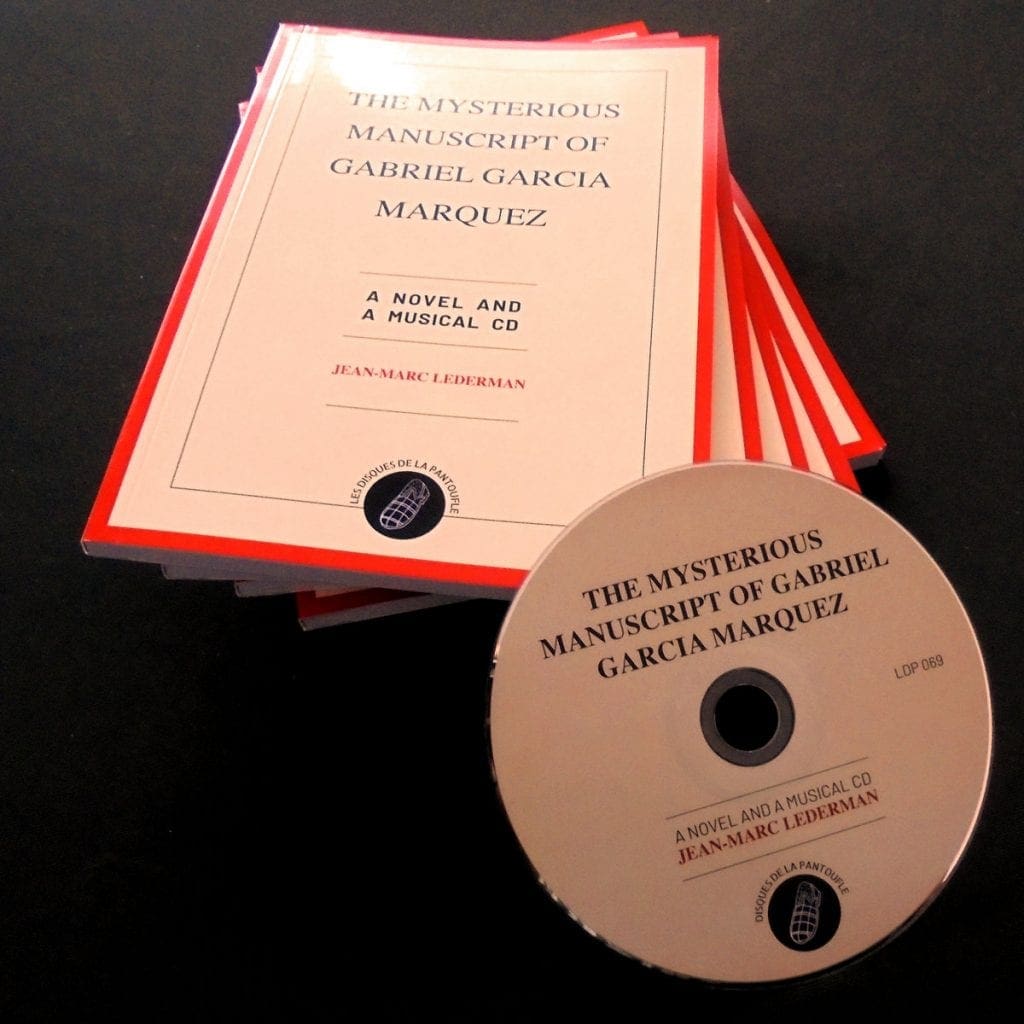 THE MYSTERIOUS
MANUSCRIPT OF
GABRIEL GARCIA
MARQUEZ
A NOVEL AND
A MUSICAL CD
JEAN-MARC LEDERMAN
LES DISQUES DE LA PANTOUFLE
THE MYSTERIOUS
MANUSCRIPT OF GABRIEL
GARCIA MARQUEZ
LDP 069
A NOVEL AND A MUSICAL CD
JEAN-MARC LEDERMAN
DISQUES DE LA PANTOUFLE